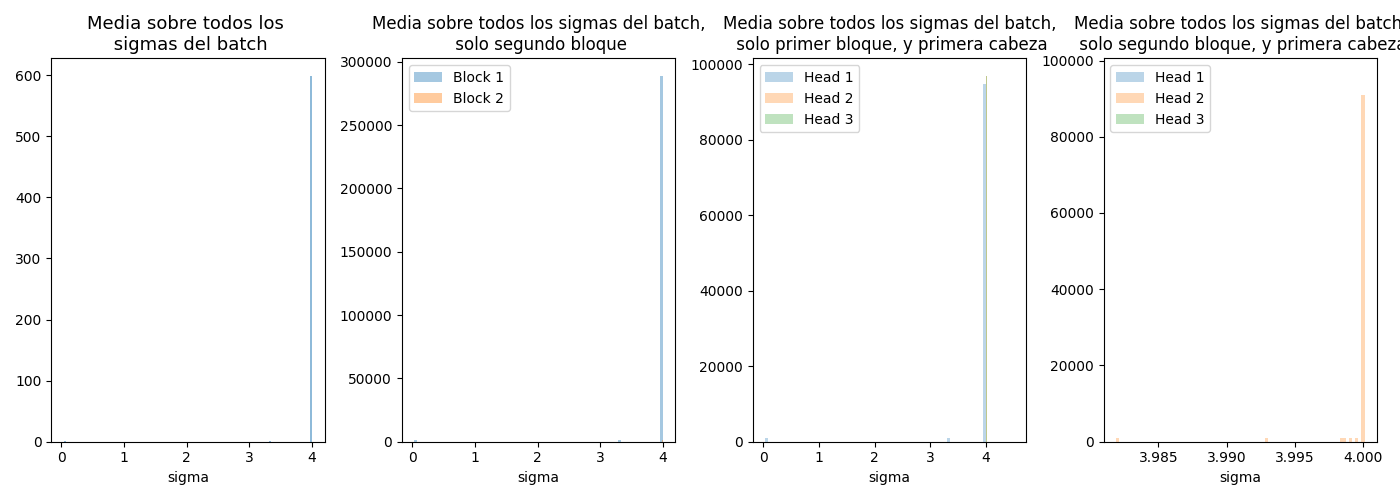 Media sobre todos los
sigmas del batch
600
500
400
300
200
100
0
0 1 2 3 4
sigma
Media sobre todos los sigmas del batch,
solo segundo bloque
300000
250000
200000
150000
100000
50000
0
Block 1
Block 2
0 1 2 3 4
sigma
Media sobre todos los sigmas del batch,
solo primer bloque, y primera cabeza
100000
80000
60000
40000
20000
0
Head 1
Head 2
Head 3
0 1 2 3 4
sigma
Media sobre todos los sigmas del batch
solo segundo bloque, y primera cabeza
100000
80000
60000
40000
20000
0
Head 1
Head 2
Head 3
3.985 3.990 3.995 4.000
sigma